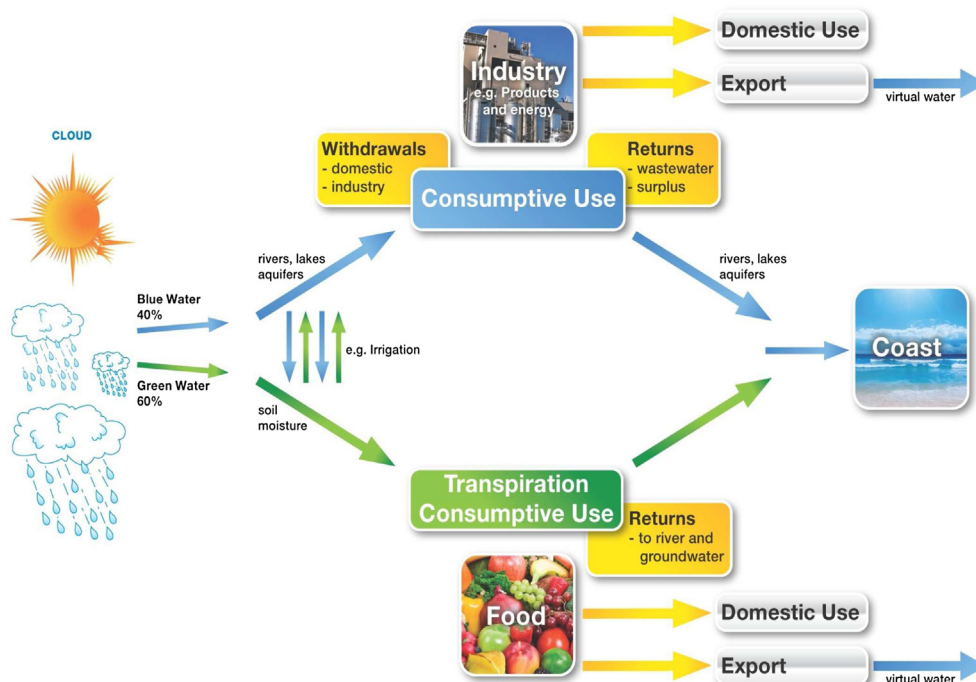 Domestic Use
Industry
e.g. Products
and energy
Export
virtual water
CLOUD
Withdrawals
- domestic
- industry
Returns
- wastewater
- surplus
Consumptive Use
rivers, lakes
aquifers
rivers, lakes
aquifers
Blue Water
40%
e.g. Irrigation
Coast
Green Water
60%
soil
moisture
Transpiration
Consumptive Use
Returns
- to river and
groundwater
Food
Domestic Use
Export
virtual water